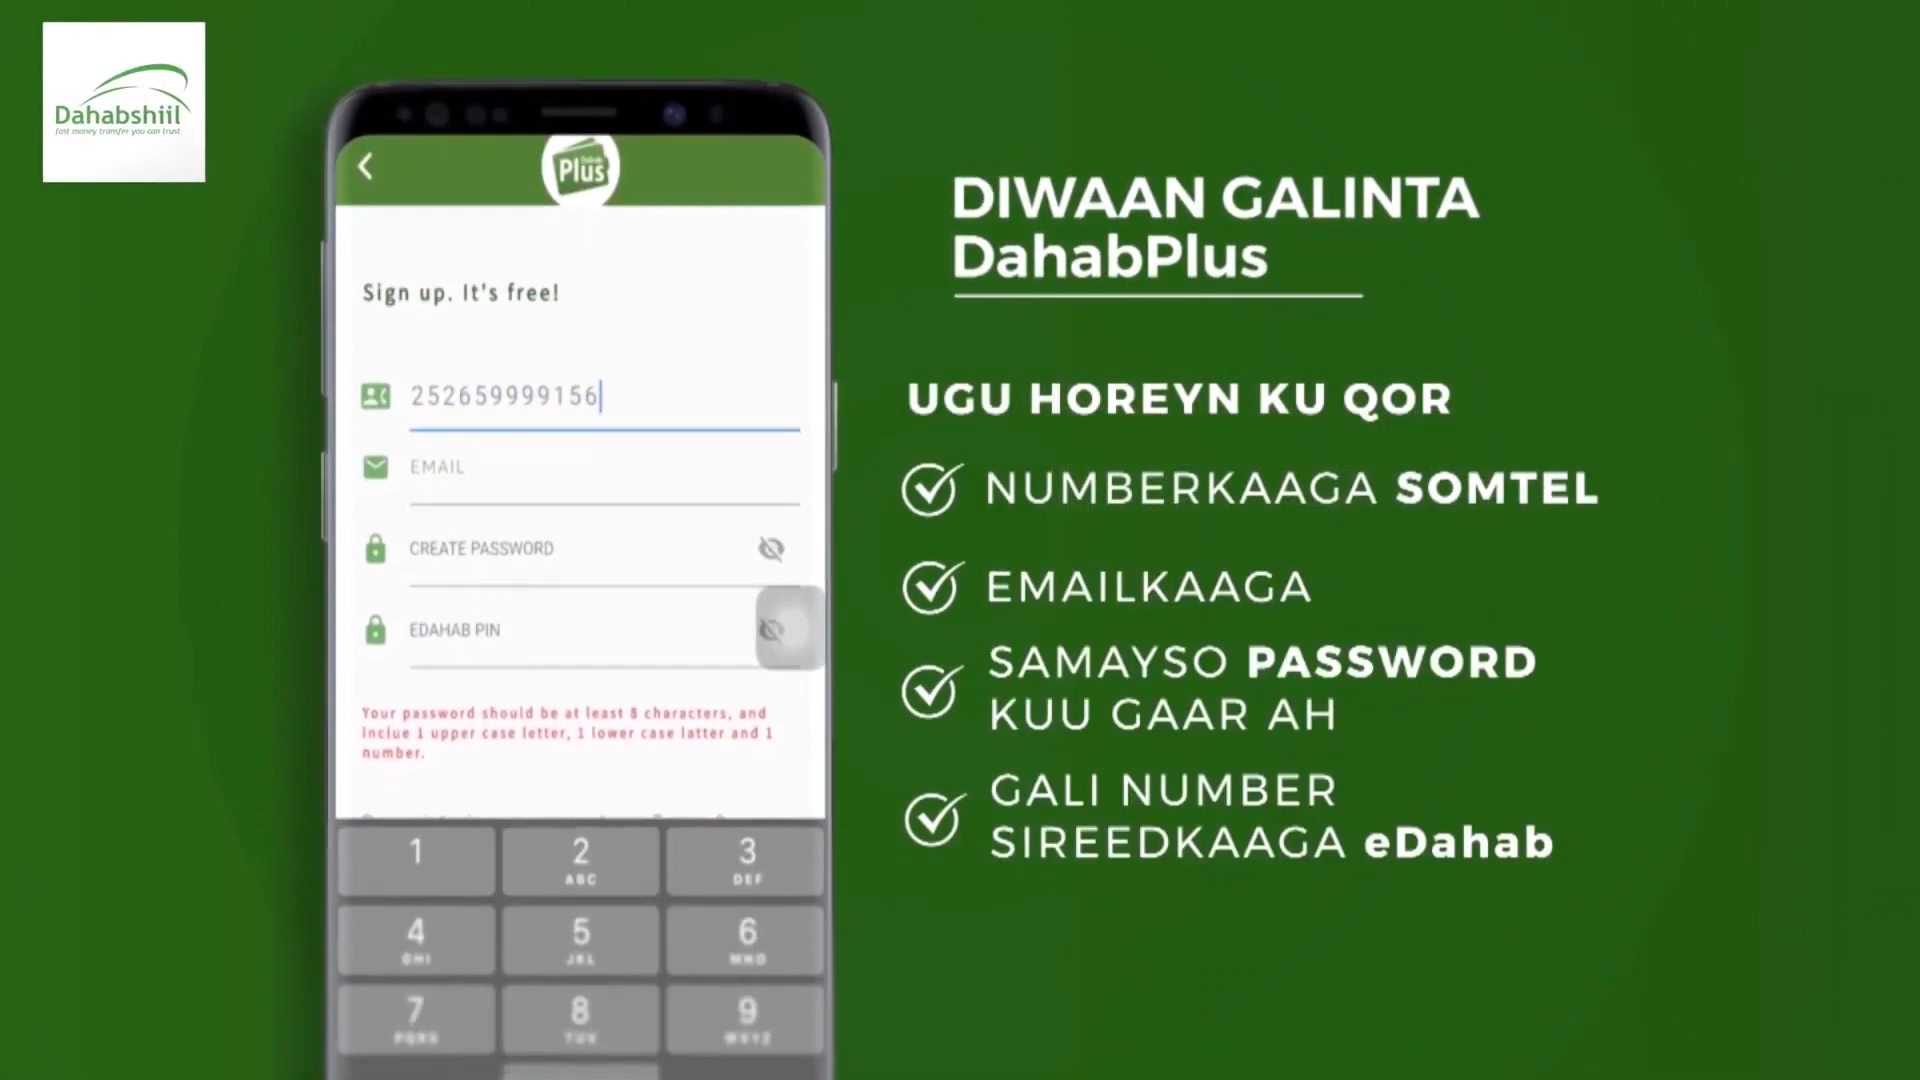 Dahabshiil
fast money transfer you can trust
Dahab
Plus
Sign up. It's free!
252659999156
EMAIL
CREATE PASSWORD
EDAHAB PIN
Your password should be at least 8 characters, and
inclue 1 upper case letter, 1 lower case latter and 1
number.
1
2
ABC
3
DEF
4
GHI
5
JKL
6
MNO
7
PQRS
8
TUV
9
WXYZ
DIWAAN GALINTA
DahabPlus
UGU HOREYN KU QOR
NUMBERKAAGA SOMTEL
EMAILKAAGA
SAMAYSO PASSWORD
KUU GAAR AH
GALI NUMBER
SIREEDKAAGA eDahab